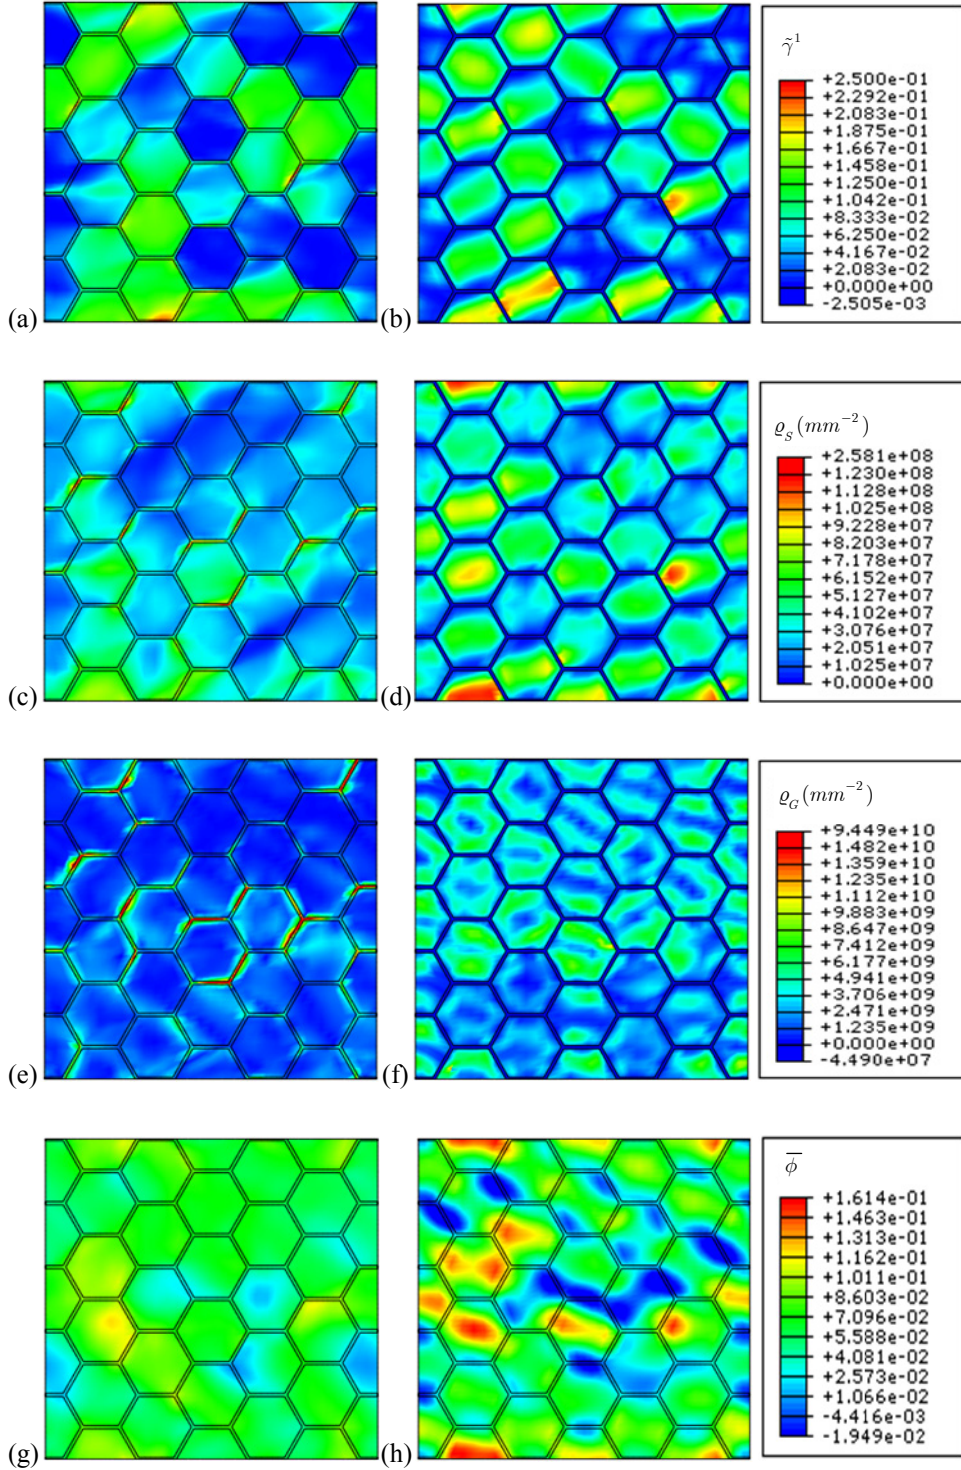 γ̃¹
+2.500e-01
+2.292e-01
+2.083e-01
+1.875e-01
+1.667e-01
+1.458e-01
+1.250e-01
+1.042e-01
+8.333e-02
+6.250e-02
+4.167e-02
+2.083e-02
+0.000e+00
-2.505e-03
(a)
(b)
ϱ_S (mm⁻²)
+2.581e+08
+1.230e+08
+1.128e+08
+1.025e+08
+9.228e+07
+8.203e+07
+7.178e+07
+6.152e+07
+5.127e+07
+4.102e+07
+3.076e+07
+2.051e+07
+1.025e+07
+0.000e+00
(c)
(d)
ϱ_G (mm⁻²)
+9.449e+10
+1.482e+10
+1.359e+10
+1.235e+10
+1.112e+10
+9.883e+09
+8.647e+09
+7.412e+09
+6.177e+09
+4.941e+09
+3.706e+09
+2.471e+09
+1.235e+09
+0.000e+00
-4.490e+07
(e)
(f)
ϕ̅
+1.614e-01
+1.463e-01
+1.313e-01
+1.162e-01
+1.011e-01
+8.603e-02
+7.096e-02
+5.588e-02
+4.081e-02
+2.573e-02
+1.066e-02
-4.416e-03
-1.949e-02
(g)
(h)